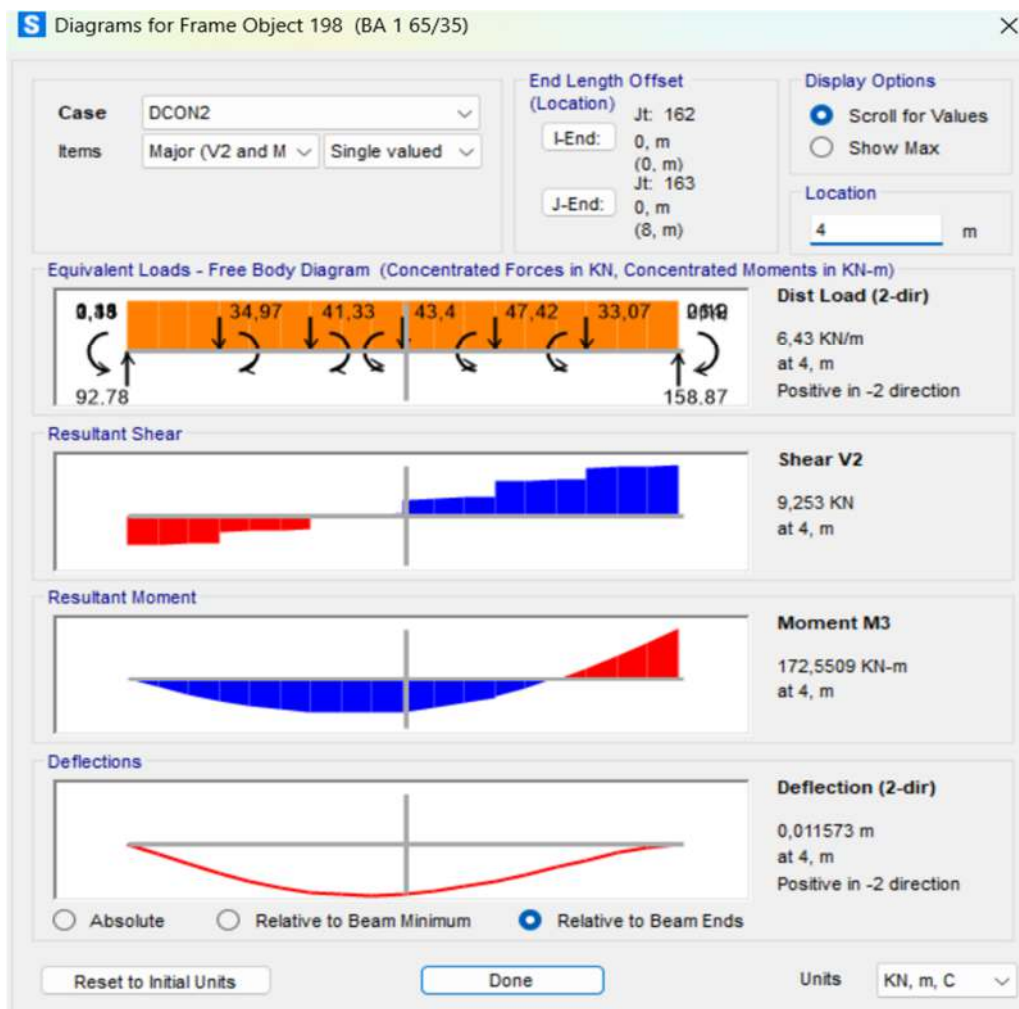 S Diagrams for Frame Object 198 (BA 1 65/35)
Case DCON2
Items Major (V2 and M Single valued
End Length Offset
(Location)
Jt: 162
I-End: 0, m
(0, m)
Jt: 163
J-End: 0, m
(8, m)
Display Options
Scroll for Values
Show Max
Location
4 m
Equivalent Loads - Free Body Diagram (Concentrated Forces in KN, Concentrated Moments in KN-m)
34,97 41,33 43,4 47,42 33,07
92,78 158,87
Dist Load (2-dir)
6,43 KN/m
at 4, m
Positive in -2 direction
Resultant Shear
Shear V2
9,253 KN
at 4, m
Resultant Moment
Moment M3
172,5509 KN-m
at 4, m
Deflections
Deflection (2-dir)
0,011573 m
at 4, m
Positive in -2 direction
Absolute Relative to Beam Minimum Relative to Beam Ends
Reset to Initial Units Done Units KN, m, C